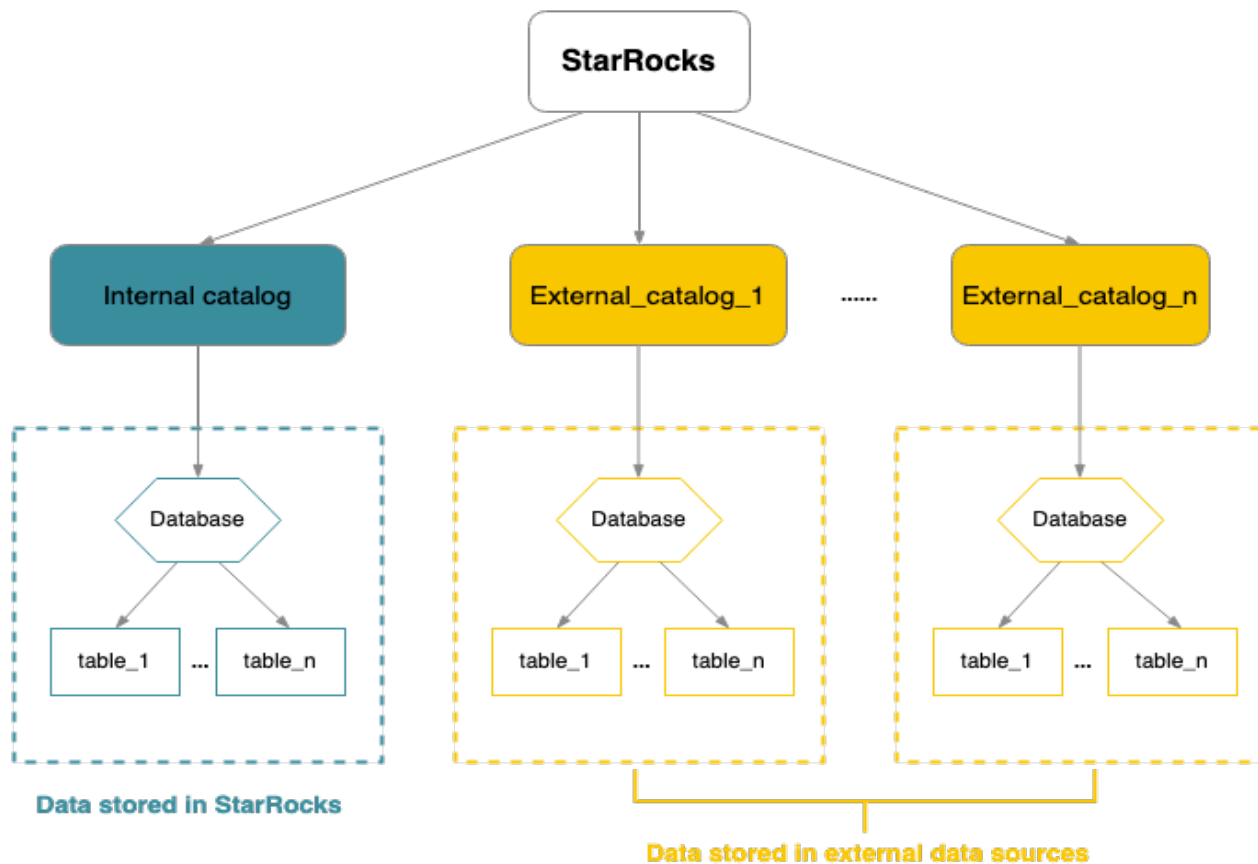 StarRocks
Internal catalog
External_catalog_1
......
External_catalog_n
Database
Database
Database
table_1
...
table_n
table_1
...
table_n
table_1
...
table_n
Data stored in StarRocks
Data stored in external data sources